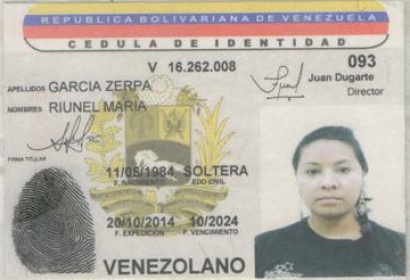 REPUBLICA BOLIVARIANA DE VENEZUELA
CEDULA DE IDENTIDAD
V 16.262.008
093
Juan Dugarte
Director
APELLIDOS GARCIA ZERPA
NOMBRES RIUNEL MARIA
FIRMA TITULAR
11/05/1984 SOLTERA
F. NACIMIENTO EDO CIVIL
20/10/2014 10/2024
F. EXPEDICION F. VENCIMIENTO
VENEZOLANO